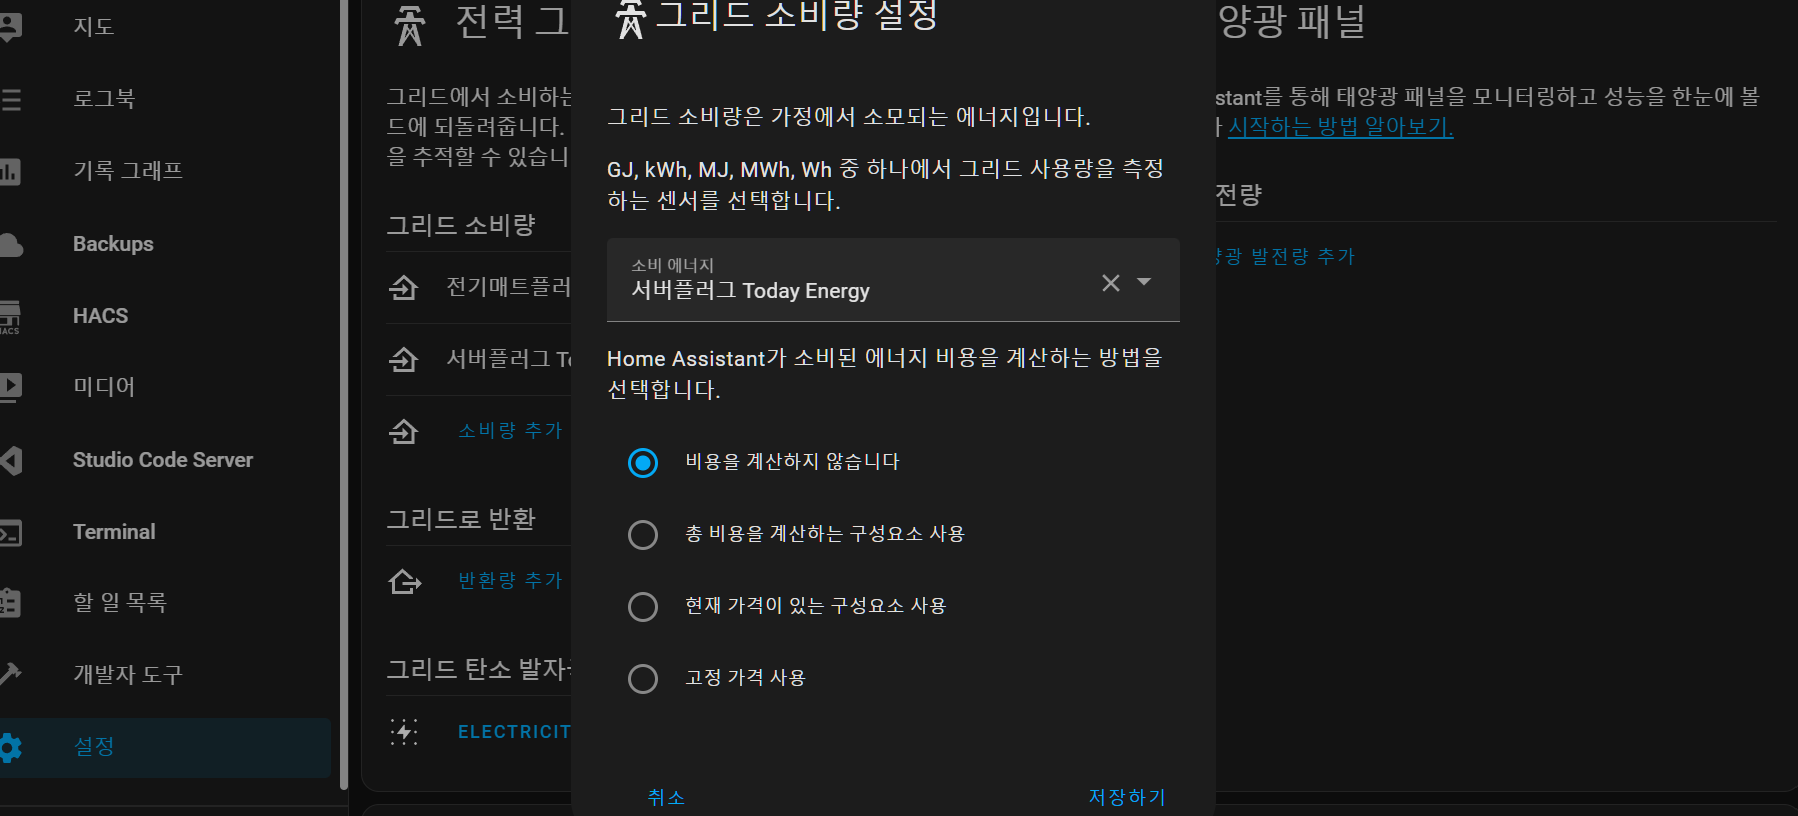 지도
로그북
기록 그래프
Backups
HACS
HACS
미디어
Studio Code Server
Terminal
할 일 목록
개발자 도구
설정
전력 그
그리드에서 소비하는
드에 되돌려줍니다.
을 추적할 수 있습니
그리드 소비량
전기매트플러
서버플러그 To
소비량 추가
그리드로 반환
반환량 추가
그리드 탄소 발자
ELECTRICIT
그리드 소비량 설정
그리드 소비량은 가정에서 소모되는 에너지입니다.
GJ, kWh, MJ, MWh, Wh 중 하나에서 그리드 사용량을 측정
하는 센서를 선택합니다.
소비 에너지
서버플러그 Today Energy
Home Assistant가 소비된 에너지 비용을 계산하는 방법을
선택합니다.
비용을 계산하지 않습니다
총 비용을 계산하는 구성요소 사용
현재 가격이 있는 구성요소 사용
고정 가격 사용
취소
저장하기
양광 패널
stant를 통해 태양광 패널을 모니터링하고 성능을 한눈에 볼
시작하는 방법 알아보기.
전량
광 발전량 추가